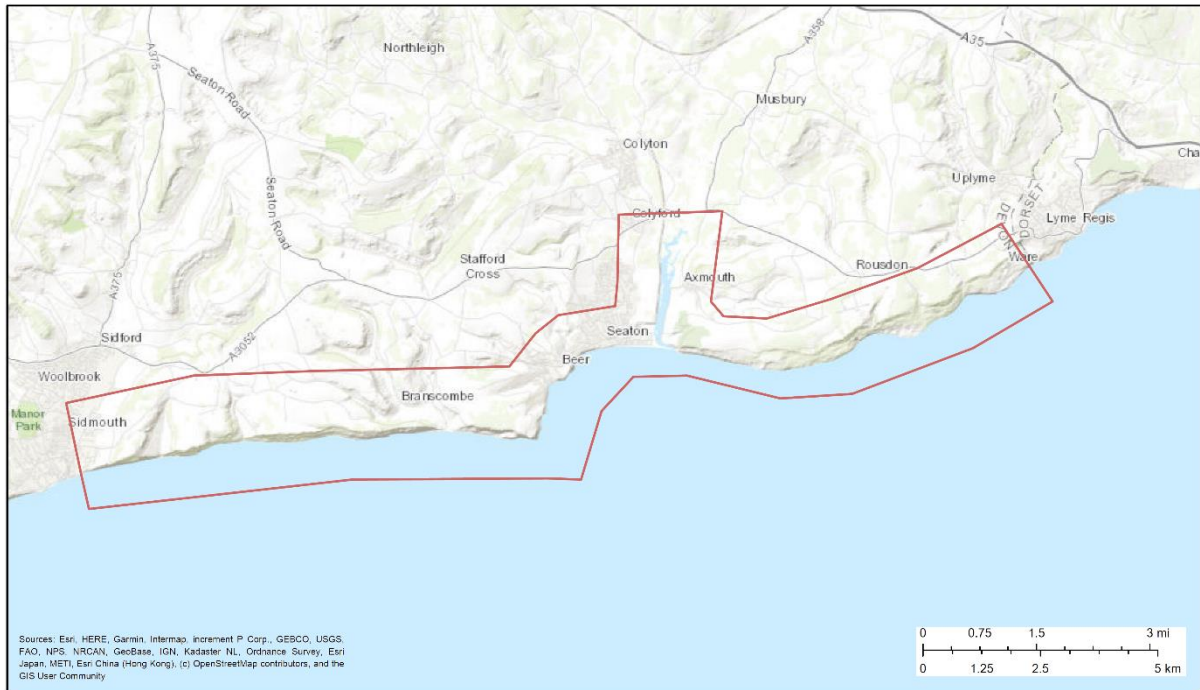 Northleigh
A375
Seaton Road
A358
A35
Musbury
Colyton
Cha
Uplyme
Seaton Road
DEVON
DORSET
Lyme Regis
Colyford
Stafford
Cross
Axmouth
Rousdon
Ware
A375
Sidford
A3052
Seaton
Beer
Woolbrook
Branscombe
Manor
Park
Sidmouth
Sources: Esri, HERE, Garmin, Intermap, increment P Corp., GEBCO, USGS,
FAO, NPS, NRCAN, GeoBase, IGN, Kadaster NL, Ordnance Survey, Esri
Japan, METI, Esri China (Hong Kong), (c) OpenStreetMap contributors, and the
GIS User Community
0 0.75 1.5 3 mi
0 1.25 2.5 5 km